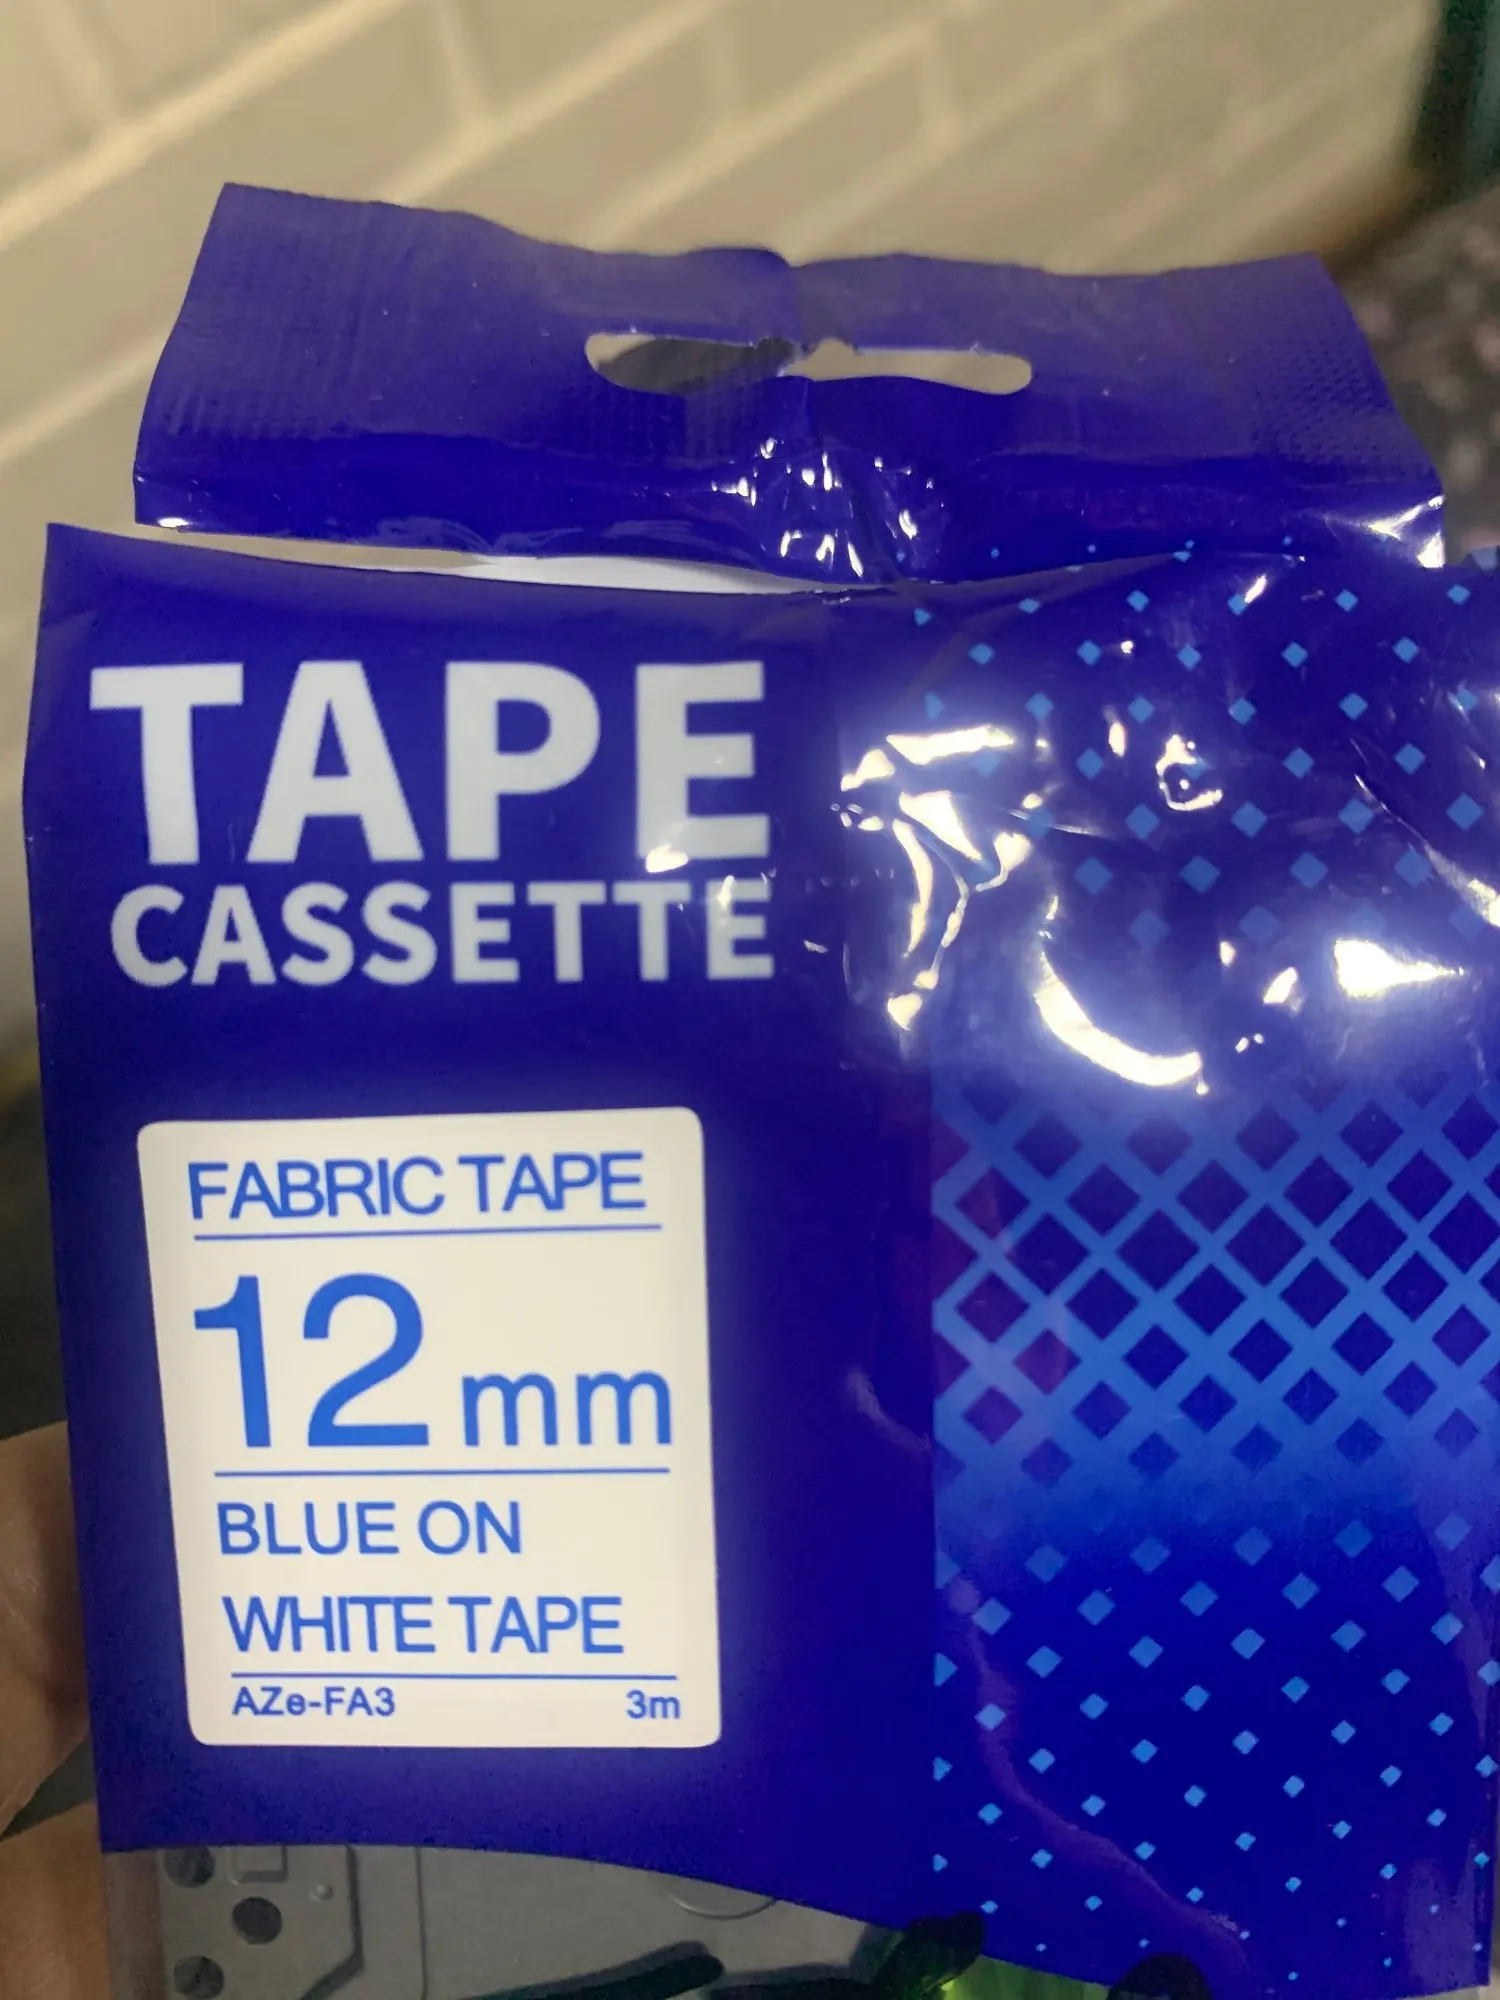 TAPE
CASSETTE
FABRIC TAPE
12mm
BLUE ON
WHITE TAPE
AZe-FA3 3m